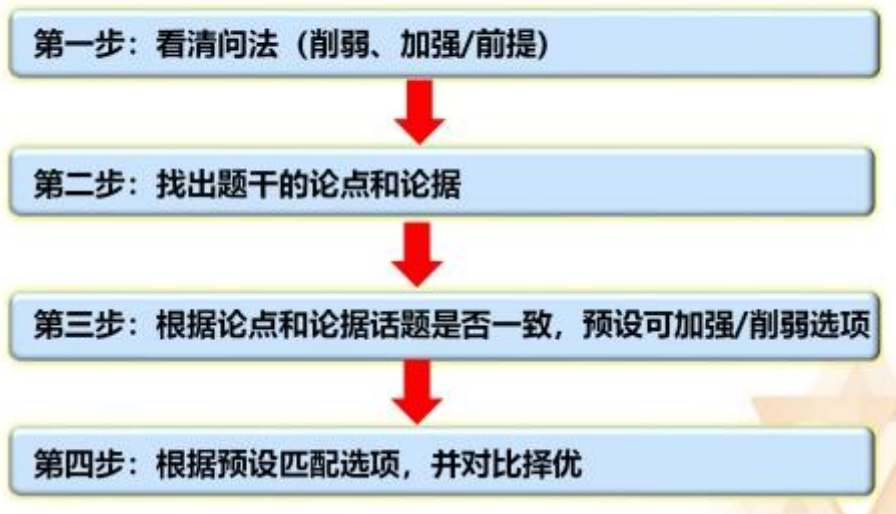 第一步：看清问法（削弱、加强/前提）
第二步：找出题干的论点和论据
第三步：根据论点和论据话题是否一致，预设可加强/削弱选项
第四步：根据预设匹配选项，并对比择优